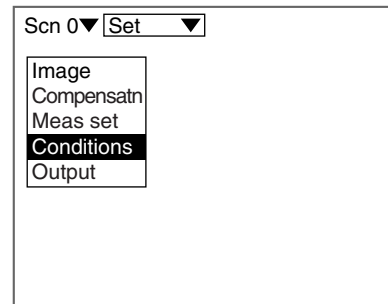 Scn 0▼ Set ▼
Image
Compensatn
Meas set
Conditions
Output